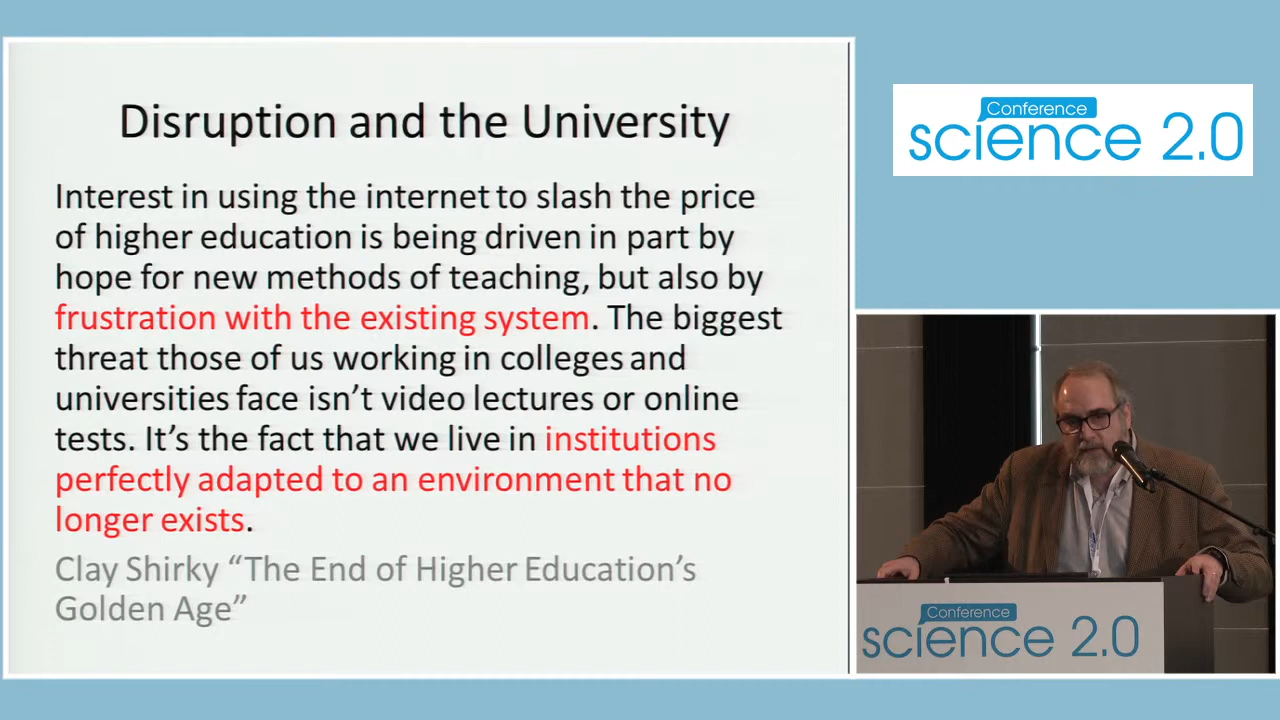 Disruption and the University
Interest in using the internet to slash the price
of higher education is being driven in part by
hope for new methods of teaching, but also by
frustration with the existing system. The biggest
threat those of us working in colleges and
universities face isn’t video lectures or online
tests. It’s the fact that we live in institutions
perfectly adapted to an environment that no
longer exists.
Clay Shirky “The End of Higher Education’s
Golden Age”
Conference
science 2.0
Conference
science 2.0